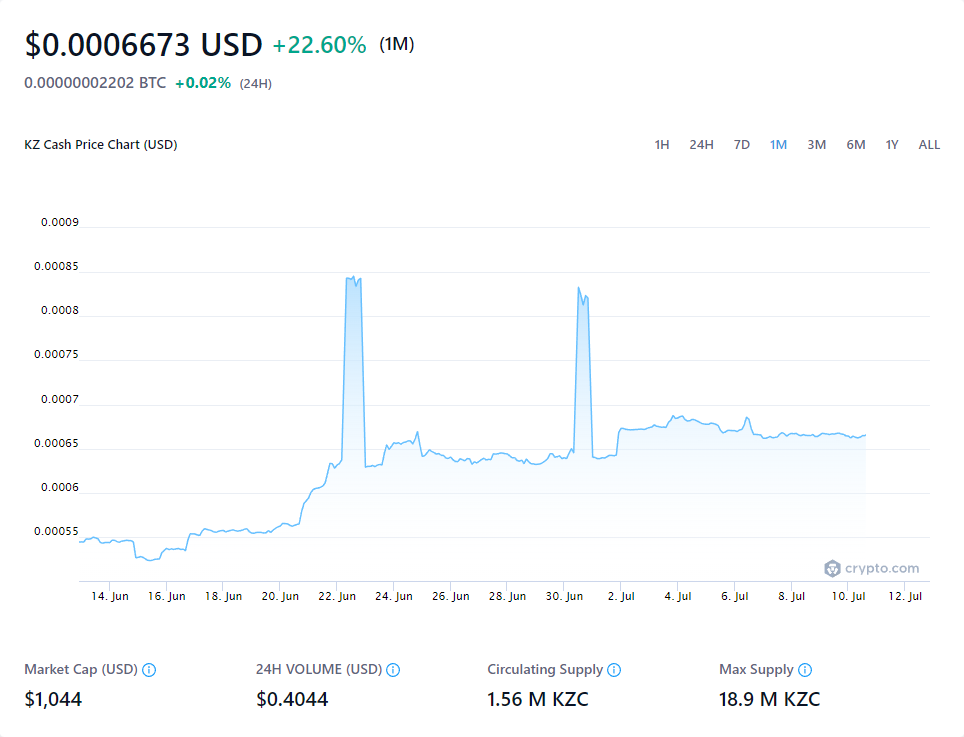 $0.0006673 USD +22.60% (1M)
0.00000002202 BTC +0.02% (24H)
KZ Cash Price Chart (USD) 1H 24H 7D 1M 3M 6M 1Y ALL
0.0009
0.00085
0.0008
0.00075
0.0007
0.00065
0.0006
0.00055
crypto.com
14. Jun 16. Jun 18. Jun 20. Jun 22. Jun 24. Jun 26. Jun 28. Jun 30. Jun 2. Jul 4. Jul 6. Jul 8. Jul 10. Jul 12. Jul
Market Cap (USD) 24H VOLUME (USD) Circulating Supply Max Supply
$1,044 $0.4044 1.56 M KZC 18.9 M KZC